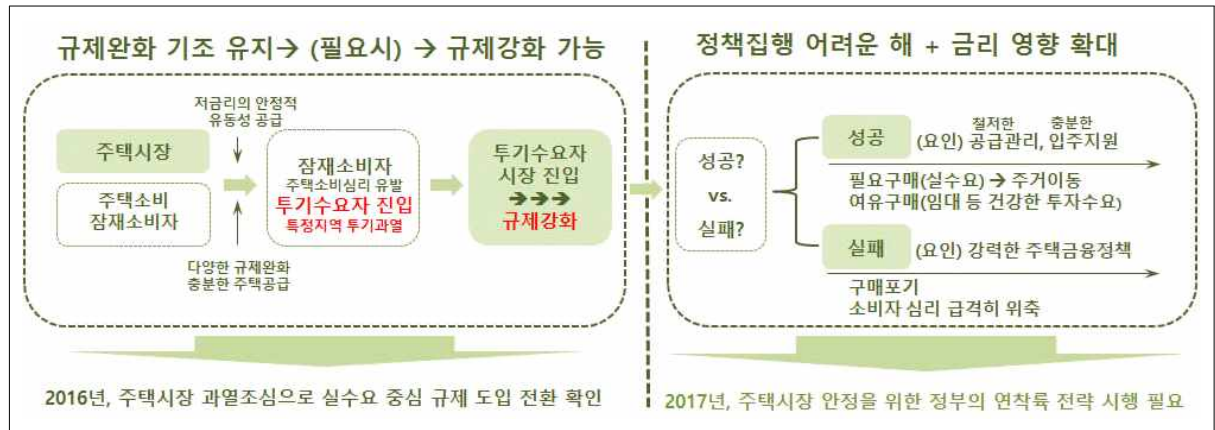 규제완화 기조 유지→ (필요시) → 규제강화 가능
저금리의 안정적
유동성 공급
주택시장
주택소비
잠재소비자
다양한 규제완화
충분한 주택공급
잠재소비자
주택소비심리 유발
투기수요자 진입
특정지역 투기과열
투기수요자
시장 진입
→→→
규제강화
2016년, 주택시장 과열조심으로 실수요 중심 규제 도입 전환 확인
정책집행 어려운 해 + 금리 영향 확대
성공?
vs.
실패?
철저한 충분한
성공 (요인) 공급관리, 입주지원
필요구매(실수요) → 주거이동
여유구매(임대 등 건강한 투자수요)
실패 (요인) 강력한 주택금융정책
구매포기
소비자 심리 급격히 위축
2017년, 주택시장 안정을 위한 정부의 연착륙 전략 시행 필요